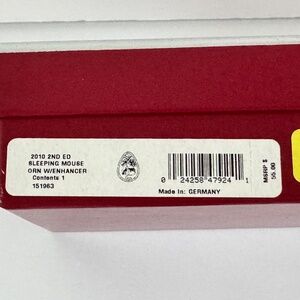 2010 2ND ED
SLEEPING MOUSE
ORN W/ENHANCER
Contents 1
151963
0 24258 47924 1
Made In: GERMANY
MSRP $
55.00